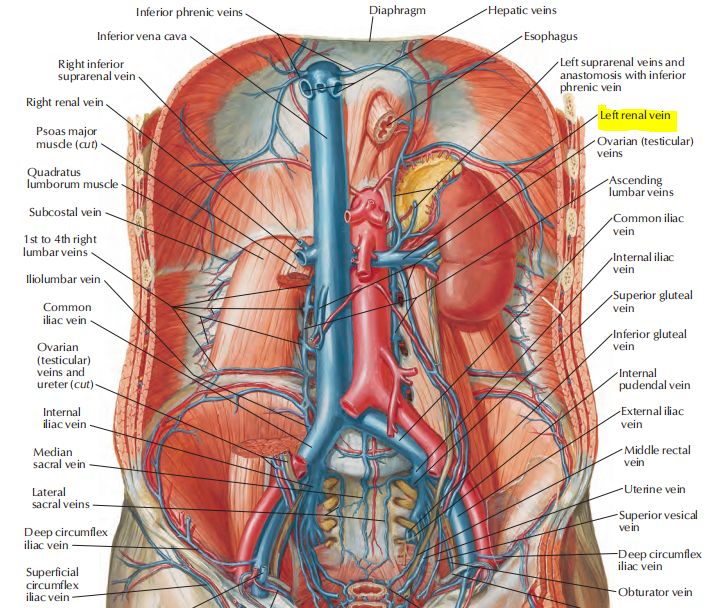 Inferior phrenic veins
Diaphragm
Hepatic veins
Inferior vena cava
Esophagus
Right inferior
suprarenal vein
Right renal vein
Psoas major
muscle (cut)
Quadratus
lumborum muscle
Subcostal vein
1st to 4th right
lumbar veins
Iliolumbar vein
Common
iliac vein
Ovarian
(testicular)
veins and
ureter (cut)
Internal
iliac vein
Median
sacral vein
Lateral
sacral veins
Deep circumflex
iliac vein
Superficial
circumflex
iliac vein
Left suprarenal veins and
anastomosis with inferior
phrenic vein
Left renal vein
Ovarian (testicular)
veins
Ascending
lumbar veins
Common iliac
vein
Internal iliac
vein
Superior gluteal
vein
Inferior gluteal
vein
Internal
pudendal vein
External iliac
vein
Middle rectal
vein
Uterine vein
Superior vesical
vein
Deep circumflex
iliac vein
Obturator vein